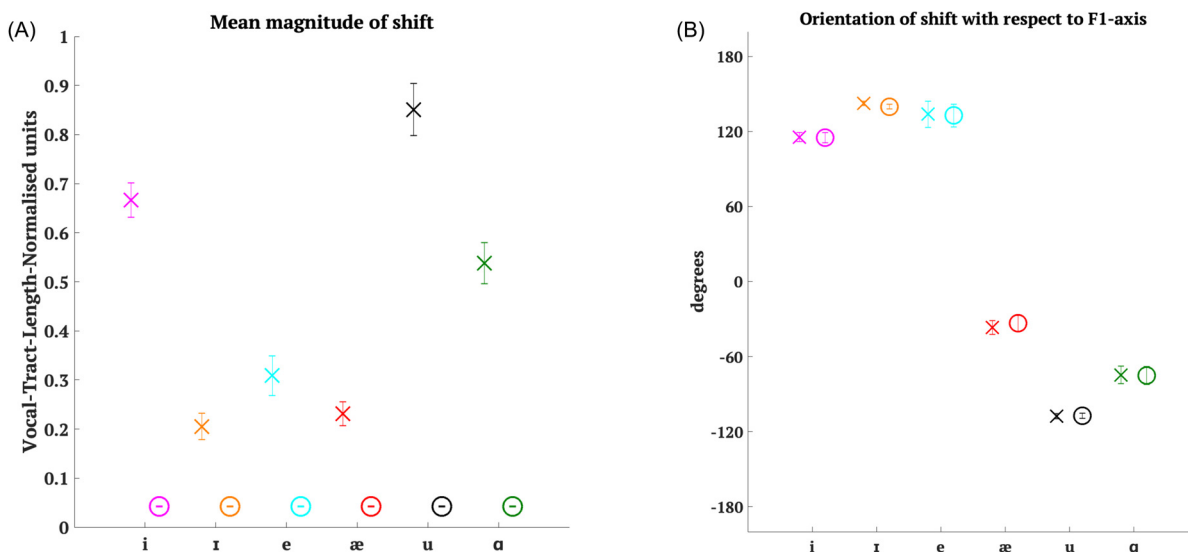 (A)
Mean magnitude of shift
Vocal-Tract-Length-Normalised units
1
0.9
0.8
0.7
0.6
0.5
0.4
0.3
0.2
0.1
0
i ɪ e æ u ɑ
(B)
Orientation of shift with respect to F1-axis
degrees
180
120
60
0
-60
-120
-180
i ɪ e æ u ɑ